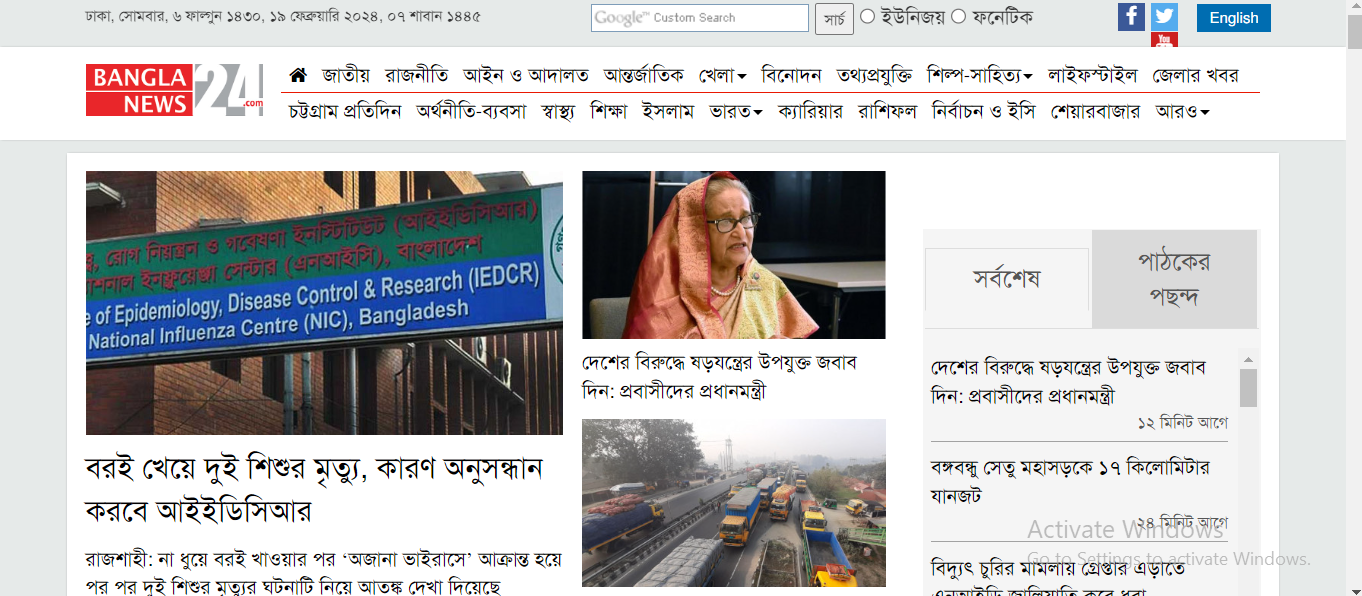 ঢাকা, সোমবার, ৬ ফাল্গুন ১৪৩০, ১৯ ফেব্রুয়ারি ২০২৪, ০৭ শাবান ১৪৪৫
Google™ Custom Search
সার্চ
ইউনিজয়
ফনেটিক
English
You
BANGLA
NEWS
24
.com
জাতীয় রাজনীতি আইন ও আদালত আন্তর্জাতিক খেলা বিনোদন তথ্যপ্রযুক্তি শিল্প-সাহিত্য লাইফস্টাইল জেলার খবর
চট্টগ্রাম প্রতিদিন অর্থনীতি-ব্যবসা স্বাস্থ্য শিক্ষা ইসলাম ভারত ক্যারিয়ার রাশিফল নির্বাচন ও ইসি শেয়ারবাজার আরও
রোগ নিয়ন্ত্রন ও গবেষণা ইনস্টিটিউট (আইইডিসিআর)
ইনফ্লুয়েঞ্জা সেন্টার (এনআইসি), বাংলাদেশ
of Epidemiology, Disease Control & Research (IEDCR)
National Influenza Centre (NIC), Bangladesh
বরই খেয়ে দুই শিশুর মৃত্যু, কারণ অনুসন্ধান
করবে আইইডিসিআর
রাজশাহী: না ধুয়ে বরই খাওয়ার পর ‘অজানা ভাইরাসে’ আক্রান্ত হয়ে
পর পর দুই শিশুর মৃত্যুর ঘটনাটি নিয়ে আতঙ্ক দেখা দিয়েছে
দেশের বিরুদ্ধে ষড়যন্ত্রের উপযুক্ত জবাব
দিন: প্রবাসীদের প্রধানমন্ত্রী
সর্বশেষ
পাঠকের
পছন্দ
দেশের বিরুদ্ধে ষড়যন্ত্রের উপযুক্ত জবাব
দিন: প্রবাসীদের প্রধানমন্ত্রী
১২ মিনিট আগে
বঙ্গবন্ধু সেতু মহাসড়কে ১৭ কিলোমিটার
যানজট
২৪ মিনিট আগে
বিদ্যুৎ চুরির মামলায় গ্রেপ্তার এড়াতে
এনআইডি জালিয়াতি করে ধরা
Activate Windows
Go to Settings to activate Windows.